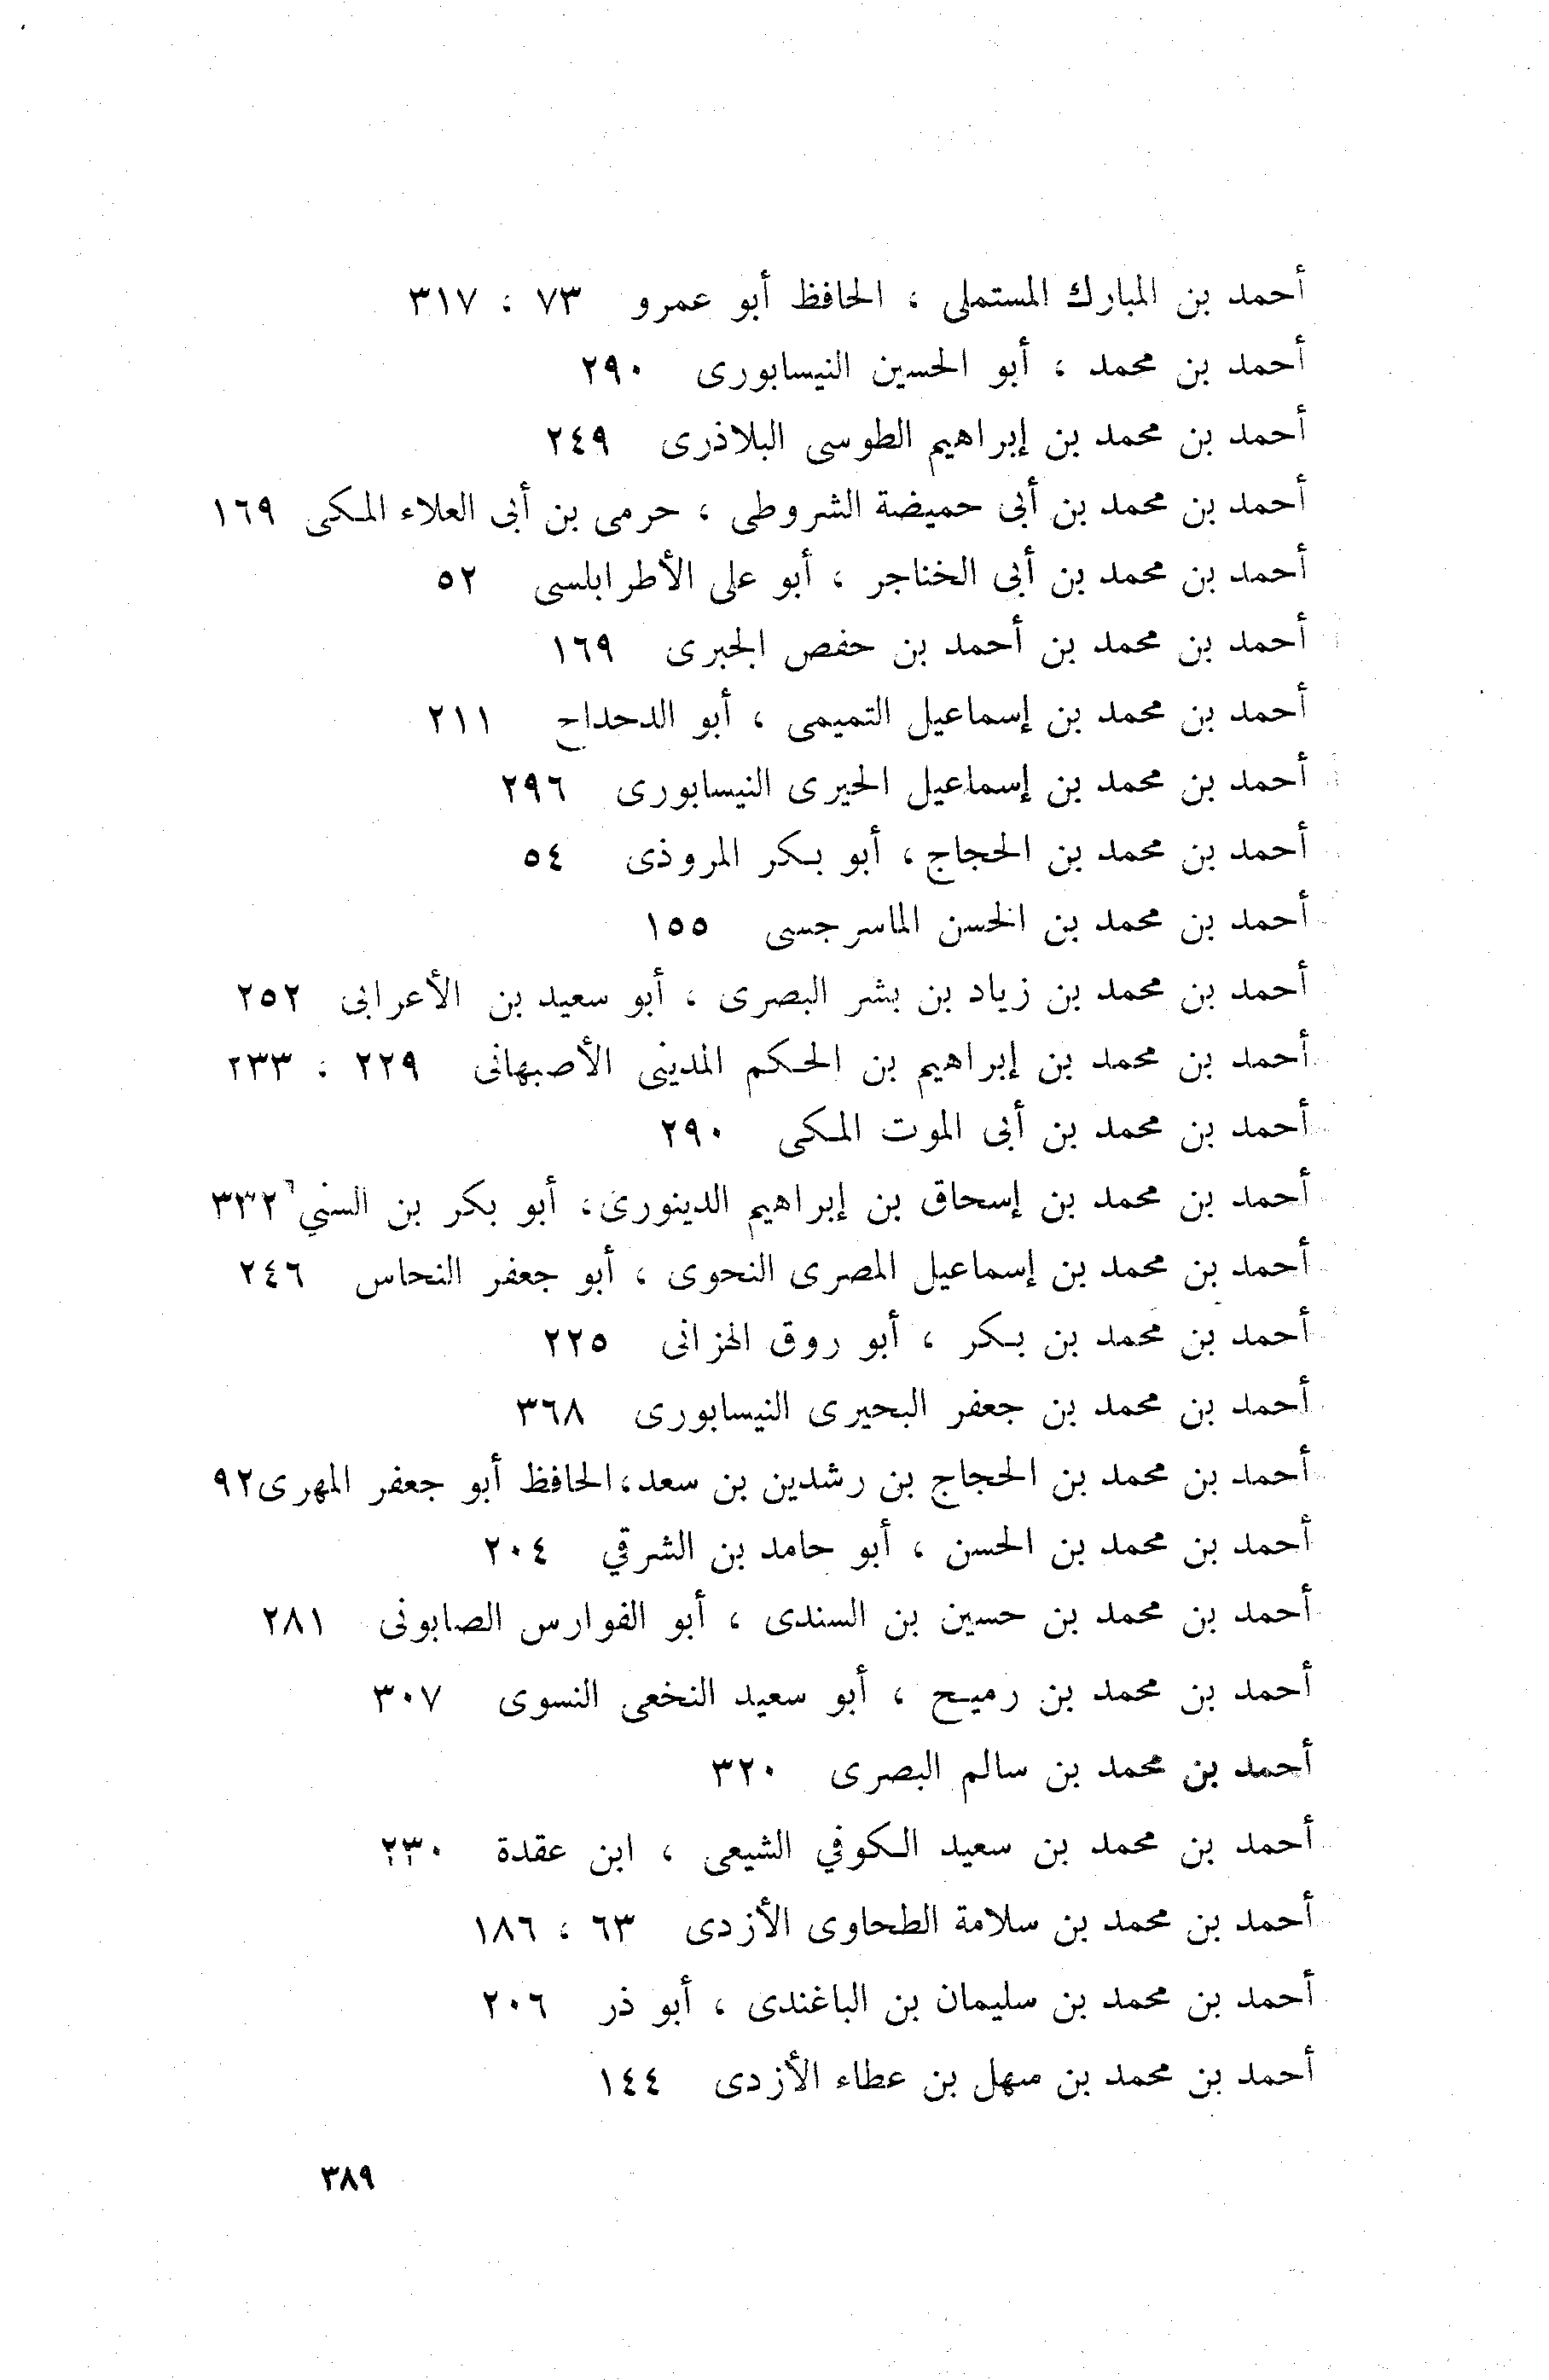 أحمد بن المبارك المستملى ، الحافظ أبو عمرو ٧٣ ، ٣١٧
أحمد بن محمد ، أبو الحسين النيسابورى ٢٩٠
أحمد بن محمد بن إبراهيم الطوسى البلاذرى ٢٤٩
أحمد بن محمد بن أبى حميضة الشروطى ، حرمى بن أبى العلاء المكى ١٦٩
أحمد بن محمد بن أبى الخناجر ، أبو على الأطرابلسى ٥٢
أحمد بن محمد بن أحمد بن حفص الجبرى ١٦٩
أحمد بن محمد بن إسماعيل التميمى ، أبو الدحداح ٢١١
أحمد بن محمد بن إسماعيل الحيرى النيسابورى ٢٩٦
أحمد بن محمد بن الحجاج ، أبو بكر المروذى ٥٤
أحمد بن محمد بن الحسن الماسرجسى ١٥٥
أحمد بن محمد بن زياد بن بشر البصرى ، أبو سعيد بن الأعرابى ٢٥٢
أحمد بن محمد بن إبراهيم بن الحكم المدينى الأصبهانى ٢٢٩ ، ٢٣٣
أحمد بن محمد بن أبى الموت المكى ٢٩٠
أحمد بن محمد بن إسحاق بن إبراهيم الدينورى ، أبو بكر بن السني ٣٣٢
أحمد بن محمد بن إسماعيل المصرى النحوى ، أبو جعفر النحاس ٢٤٦
أحمد بن محمد بن بكر ، أبو روق الهزانى ٢٢٥
أحمد بن محمد بن جعفر البحيرى النيسابورى ٣٦٨
أحمد بن محمد بن الحجاج بن رشدين بن سعد ، الحافظ أبو جعفر المهرى ٩٢
أحمد بن محمد بن الحسن ، أبو حامد بن الشرقي ٢٠٤
أحمد بن محمد بن حسين بن السندى ، أبو الفوارس الصابونى ٢٨١
أحمد بن محمد بن رميح ، أبو سعيد النخعى النسوى ٣٠٧
أحمد بن محمد بن سالم البصرى ٣٢٠
أحمد بن محمد بن سعيد الكوفي الشيعى ، ابن عقدة ٢٣٠
أحمد بن محمد بن سلامة الطحاوى الأزدى ٦٣ ، ١٨٦
أحمد بن محمد بن سليمان بن الباغندى ، أبو ذر ٢٠٦
أحمد بن محمد بن سهل بن عطاء الأزدى ١٤٤
٣٨٩